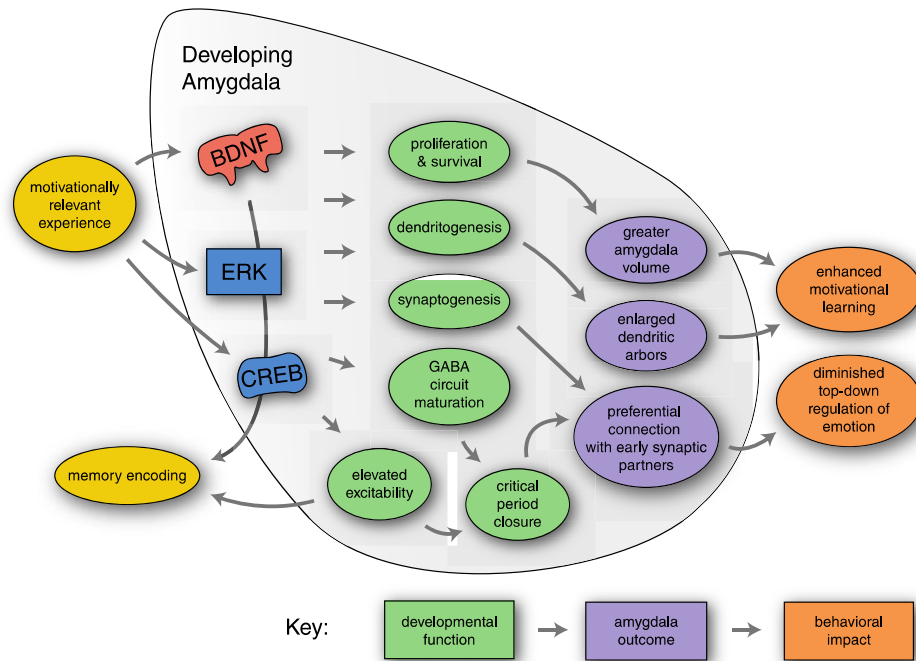 Developing
Amygdala
BDNF
motivationally
relevant
experience
ERK
CREB
memory encoding
proliferation
& survival
dendritogenesis
synaptogenesis
GABA
circuit
maturation
elevated
excitability
critical
period
closure
greater
amygdala
volume
enlarged
dendritic
arbors
preferential
connection
with early synaptic
partners
enhanced
motivational
learning
diminished
top-down
regulation of
emotion
Key:
developmental
function
amygdala
outcome
behavioral
impact